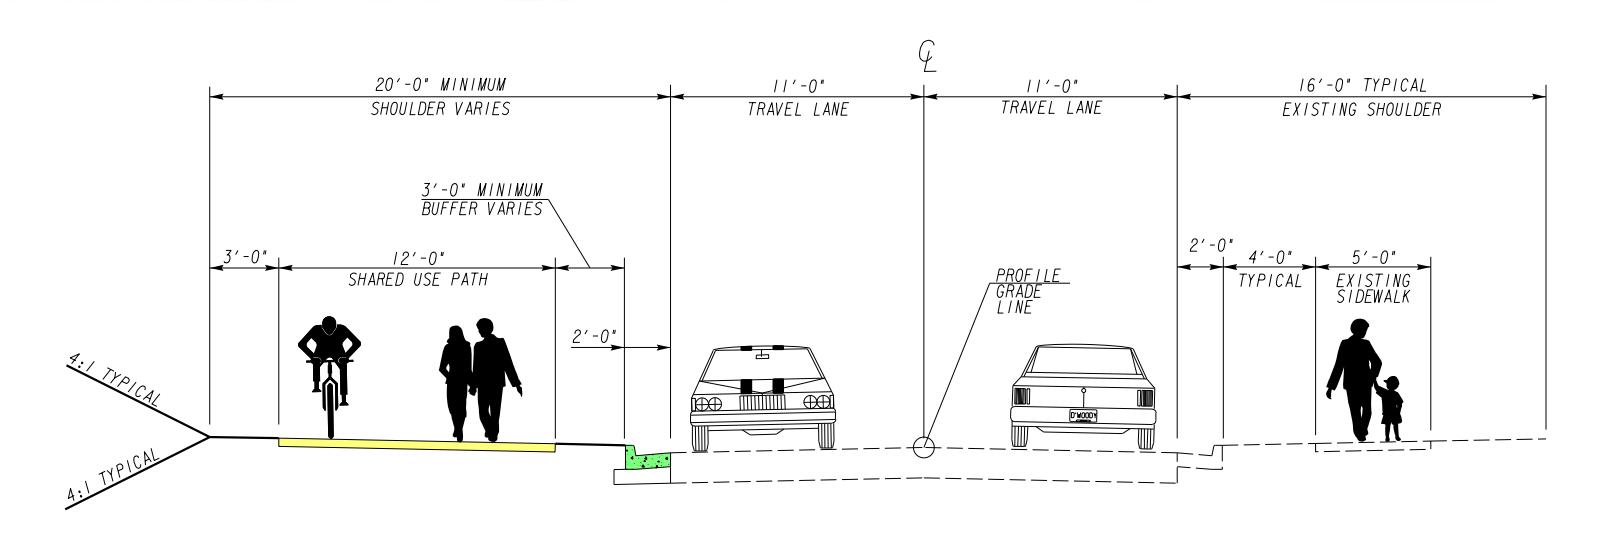 CL
20'-0" MINIMUM
SHOULDER VARIES
11'-0"
TRAVEL LANE
11'-0"
TRAVEL LANE
16'-0" TYPICAL
EXISTING SHOULDER
3'-0" MINIMUM
BUFFER VARIES
3'-0"
12'-0"
SHARED USE PATH
2'-0"
PROFILE
GRADE
LINE
2'-0"
4'-0"
TYPICAL
5'-0"
EXISTING
SIDEWALK
4:1 TYPICAL
4:1 TYPICAL
D'WOODY